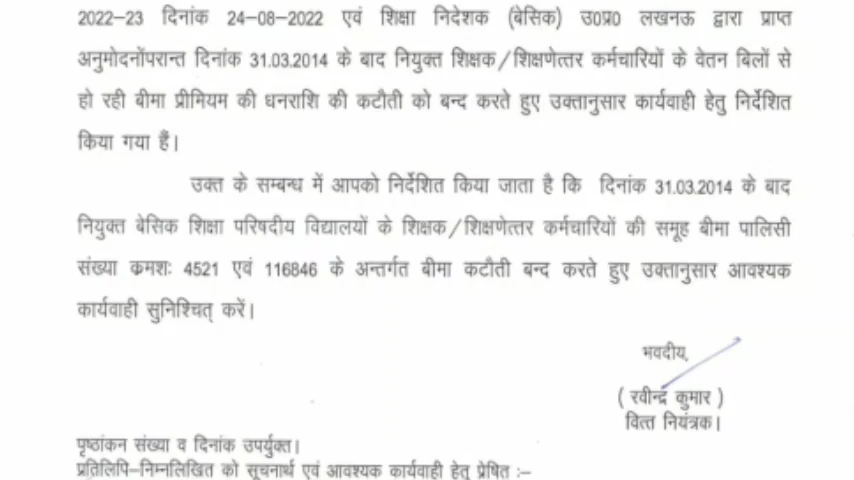 2022-23 दिनांक 24-08-2022 एवं शिक्षा निदेशक (बेसिक) उ0प्र0 लखनऊ द्वारा प्राप्त
अनुमोदनोंपरान्त दिनांक 31.03.2014 के बाद नियुक्त शिक्षक/शिक्षणेत्तर कर्मचारियों के वेतन बिलों से
हो रही बीमा प्रीमियम की धनराशि की कटौती को बन्द करते हुए उक्तानुसार कार्यवाही हेतु निर्देशित
किया गया हैं।
उक्त के सम्बन्ध में आपको निर्देशित किया जाता है कि दिनांक 31.03.2014 के बाद
नियुक्त बेसिक शिक्षा परिषदीय विद्यालयों के शिक्षक/शिक्षणेत्तर कर्मचारियों की समूह बीमा पालिसी
संख्या क्रमशः 4521 एवं 116846 के अन्तर्गत बीमा कटौती बन्द करते हुए उक्तानुसार आवश्यक
कार्यवाही सुनिश्चित् करें।
भवदीय,
( रवीन्द्र कुमार )
वित्त नियंत्रक।
पृष्ठांकन संख्या व दिनांक उपर्युक्त।
प्रतिलिपि-निम्नलिखित को सूचनार्थ एवं आवश्यक कार्यवाही हेतु प्रेषित :-